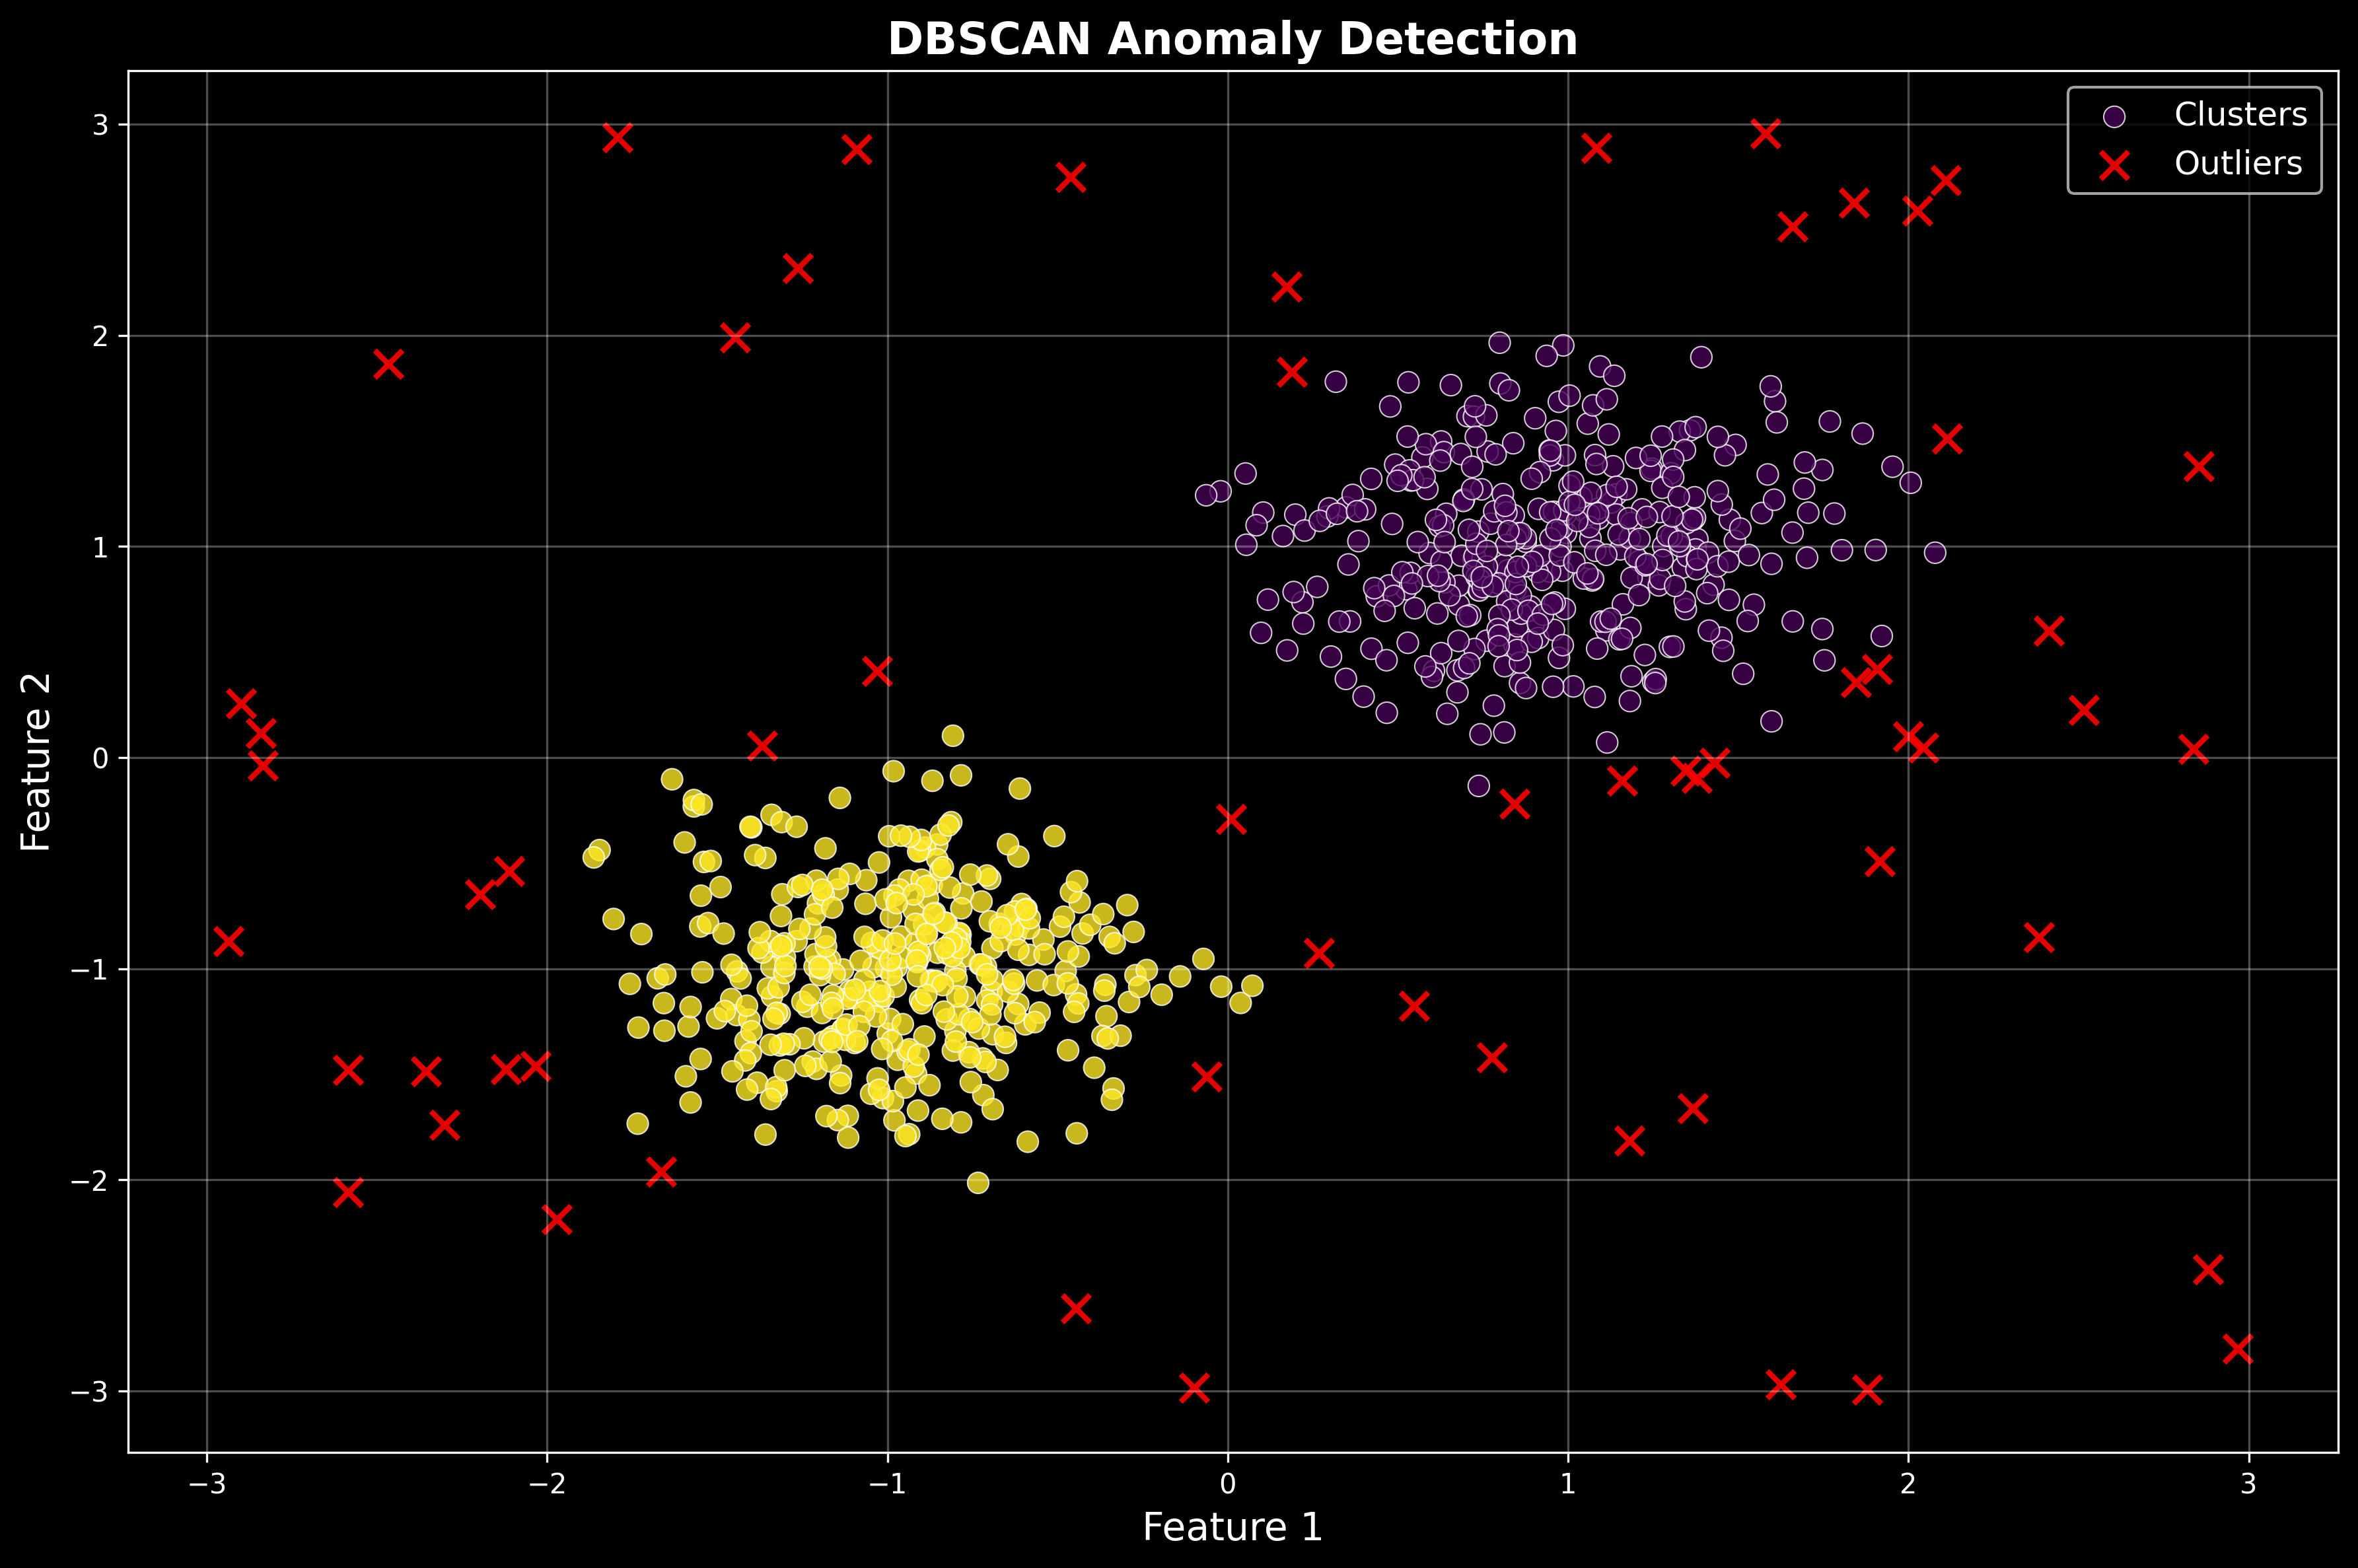 DBSCAN Anomaly Detection
Clusters
Outliers
3
2
1
0
−1
−2
−3
Feature 2
−3
−2
−1
0
1
2
3
Feature 1